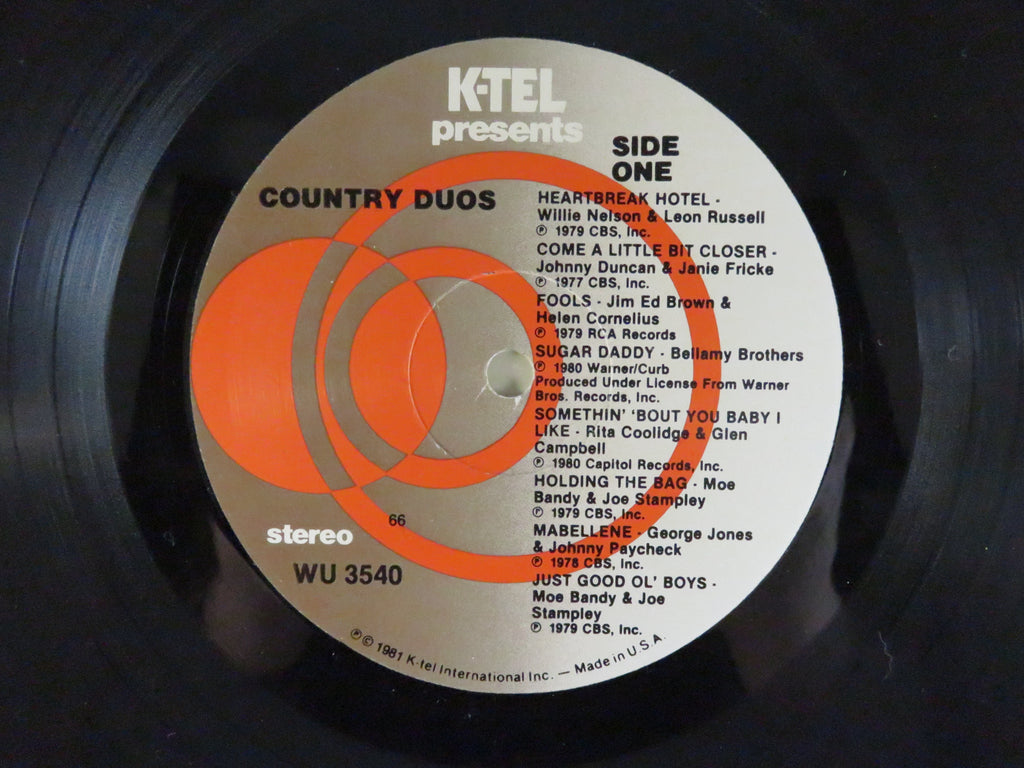 K-TEL
presents
SIDE
ONE
COUNTRY DUOS
HEARTBREAK HOTEL -
Willie Nelson & Leon Russell
℗ 1979 CBS, Inc.
COME A LITTLE BIT CLOSER -
Johnny Duncan & Janie Fricke
℗ 1977 CBS, Inc.
FOOLS - Jim Ed Brown &
Helen Cornelius
℗ 1979 RCA Records
SUGAR DADDY - Bellamy Brothers
℗ 1980 Warner/Curb
Produced Under License From Warner
Bros. Records, Inc.
SOMETHIN' 'BOUT YOU BABY I
LIKE - Rita Coolidge & Glen
Campbell
℗ 1980 Capitol Records, Inc.
HOLDING THE BAG - Moe
Bandy & Joe Stampley
℗ 1979 CBS, Inc.
MABELLENE - George Jones
& Johnny Paycheck
℗ 1978 CBS, Inc.
JUST GOOD OL' BOYS -
Moe Bandy & Joe
Stampley
℗ 1979 CBS, Inc.
66
stereo
WU 3540
℗ © 1981 K-tel International Inc. — Made in U.S.A.